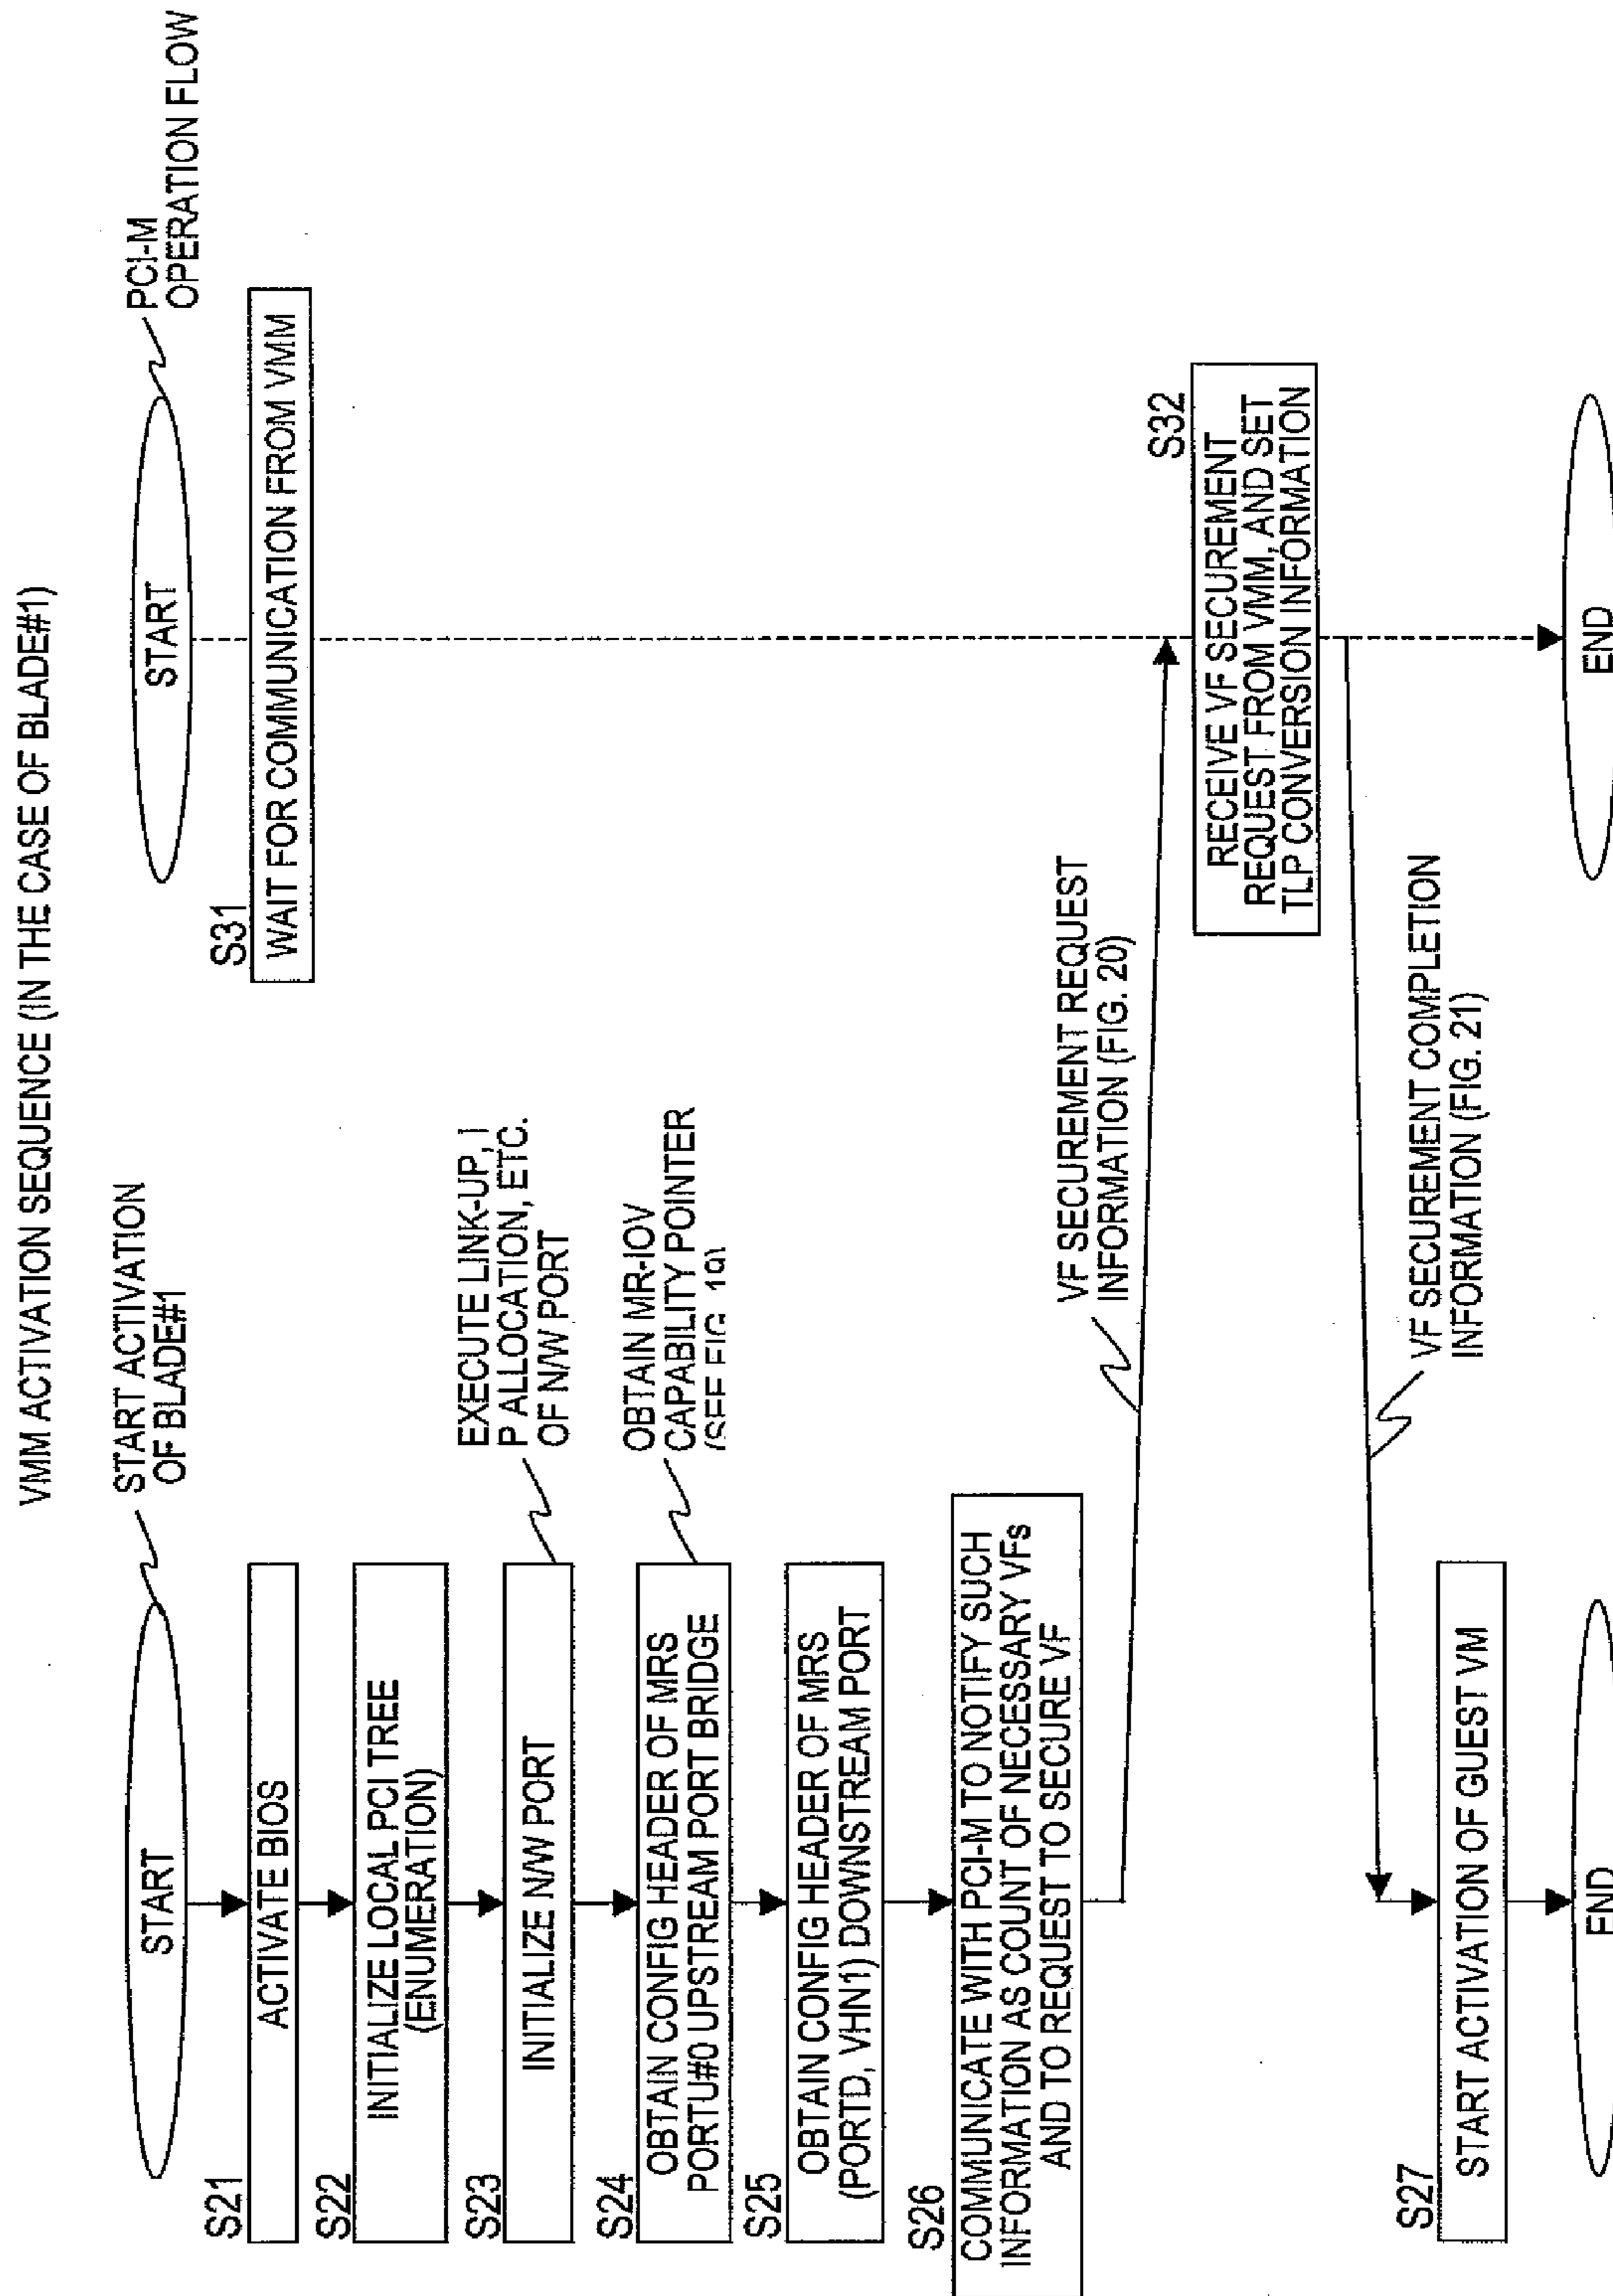 VMM ACTIVATION SEQUENCE (IN THE CASE OF BLADE#1)
START ACTIVATION
OF BLADE#1
START
S21
ACTIVATE BIOS
S22
INITIALIZE LOCAL PCI TREE
(ENUMERATION)
EXECUTE LINK-UP, I
P ALLOCATION, ETC.
OF N/W PORT
S23
INITIALIZE N/W PORT
OBTAIN MR-IOV
CAPABILITY POINTER
(SEE FIG. 19)
S24
OBTAIN CONFIG HEADER OF MRS
PORTU#0 UPSTREAM PORT BRIDGE
S25
OBTAIN CONFIG HEADER OF MRS
(PORTD, VHN1) DOWNSTREAM PORT
S26
COMMUNICATE WITH PCI-M TO NOTIFY SUCH
INFORMATION AS COUNT OF NECESSARY VFs
AND TO REQUEST TO SECURE VF
VF SECUREMENT REQUEST
INFORMATION (FIG. 20)
VF SECUREMENT COMPLETION
INFORMATION (FIG. 21)
S27
START ACTIVATION OF GUEST VM
END
PCI-M
OPERATION FLOW
START
S31
WAIT FOR COMMUNICATION FROM VMM
S32
RECEIVE VF SECUREMENT
REQUEST FROM VMM, AND SET
TLP CONVERSION INFORMATION
END